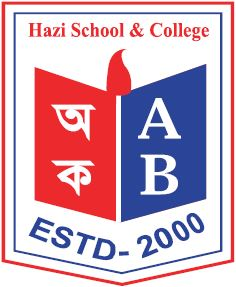 Hazi School & College
অ A
ক B
ESTD- 2000